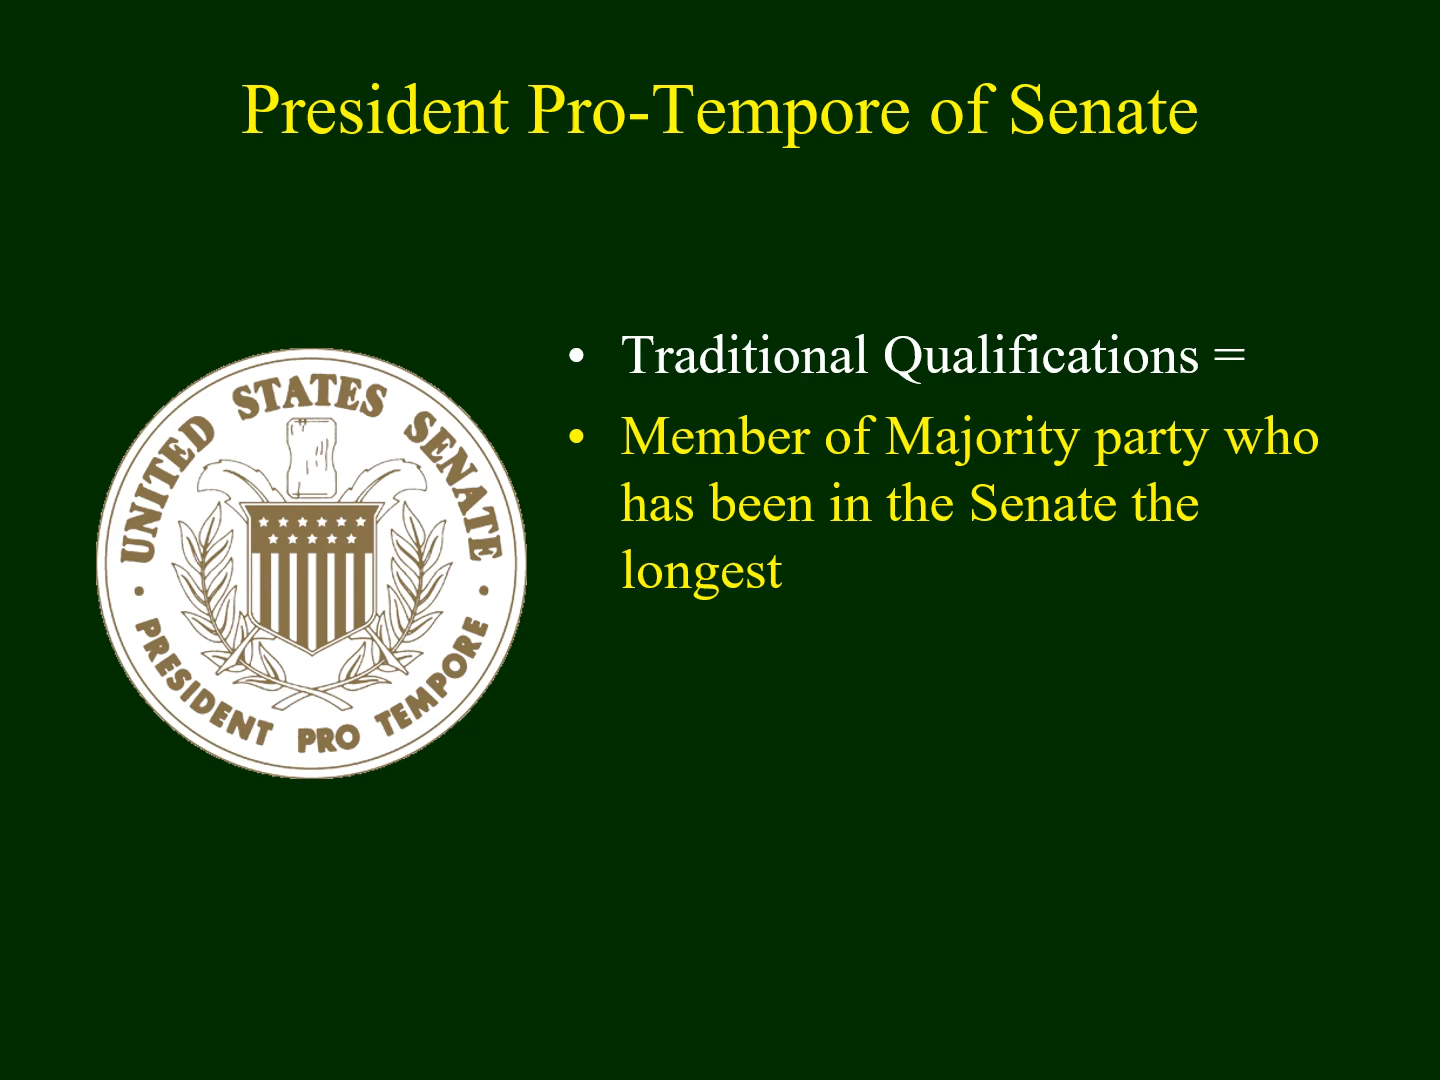 President Pro-Tempore of Senate
• Traditional Qualifications =
• Member of Majority party who
has been in the Senate the
longest
UNITED STATES SENATE
• PRESIDENT PRO TEMPORE •